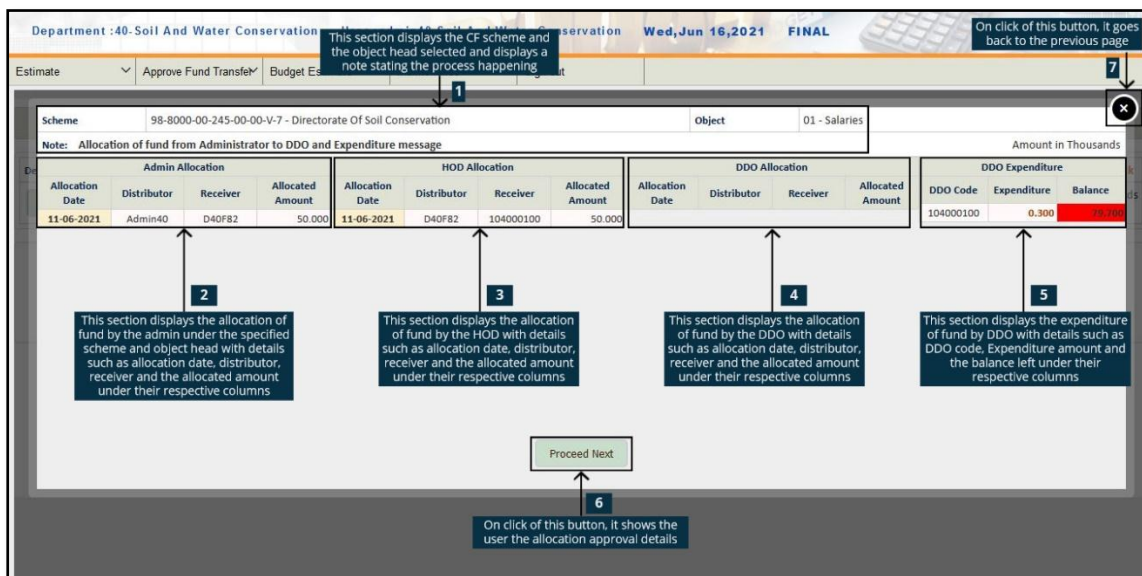 Department :40-Soil And Water Conservation
servation Wed,Jun 16,2021 FINAL
This section displays the CF scheme and
the object head selected and displays a
note stating the process happening
On click of this button, it goes
back to the previous page
7
Estimate Approve Fund Transfer Budget Es
1
Scheme 98-8000-00-245-00-00-V-7 - Directorate Of Soil Conservation Object 01 - Salaries
Note: Allocation of fund from Administrator to DDO and Expenditure message Amount in Thousands
Admin Allocation HOD Allocation DDO Allocation DDO Expenditure
Allocation Date Distributor Receiver Allocated Amount Allocation Date Distributor Receiver Allocated Amount Allocation Date Distributor Receiver Allocated Amount DDO Code Expenditure Balance
11-06-2021 Admin40 D40F82 50.000 11-06-2021 D40F82 104000100 50.000 104000100 0.300 79.700
2
This section displays the allocation of
fund by the admin under the specified
scheme and object head with details
such as allocation date, distributor,
receiver and the allocated amount
under their respective columns
3
This section displays the allocation
of fund by the HOD with details
such as allocation date, distributor,
receiver and the allocated amount
under their respective columns
4
This section displays the allocation
of fund by the DDO with details
such as allocation date, distributor,
receiver and the allocated amount
under their respective columns
5
This section displays the expenditure
of fund by DDO with details such as
DDO code, Expenditure amount and
the balance left under their
respective columns
Proceed Next
6
On click of this button, it shows the
user the allocation approval details